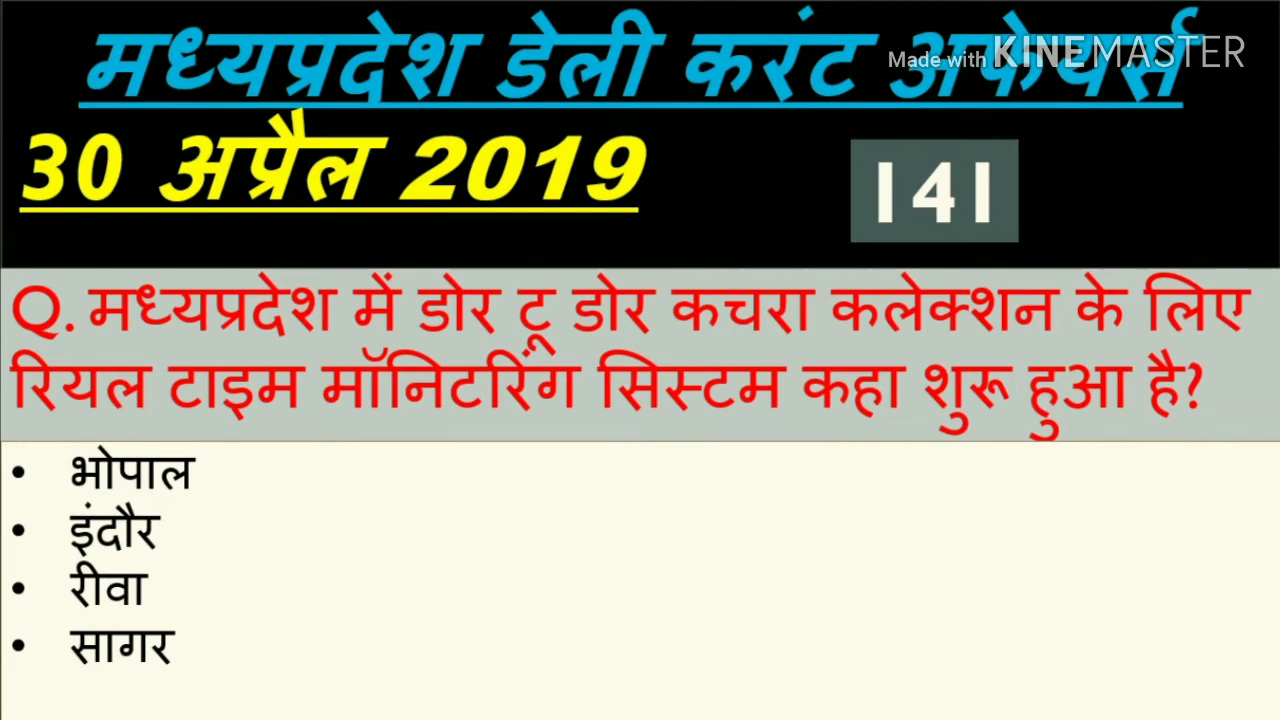 मध्यप्रदेश डेली करंट अफेयर्स
Made with KINEMASTER
30 अप्रैल 2019
141
Q. मध्यप्रदेश में डोर टू डोर कचरा कलेक्शन के लिए
रियल टाइम मॉनिटरिंग सिस्टम कहा शुरू हुआ है?
• भोपाल
• इंदौर
• रीवा
• सागर